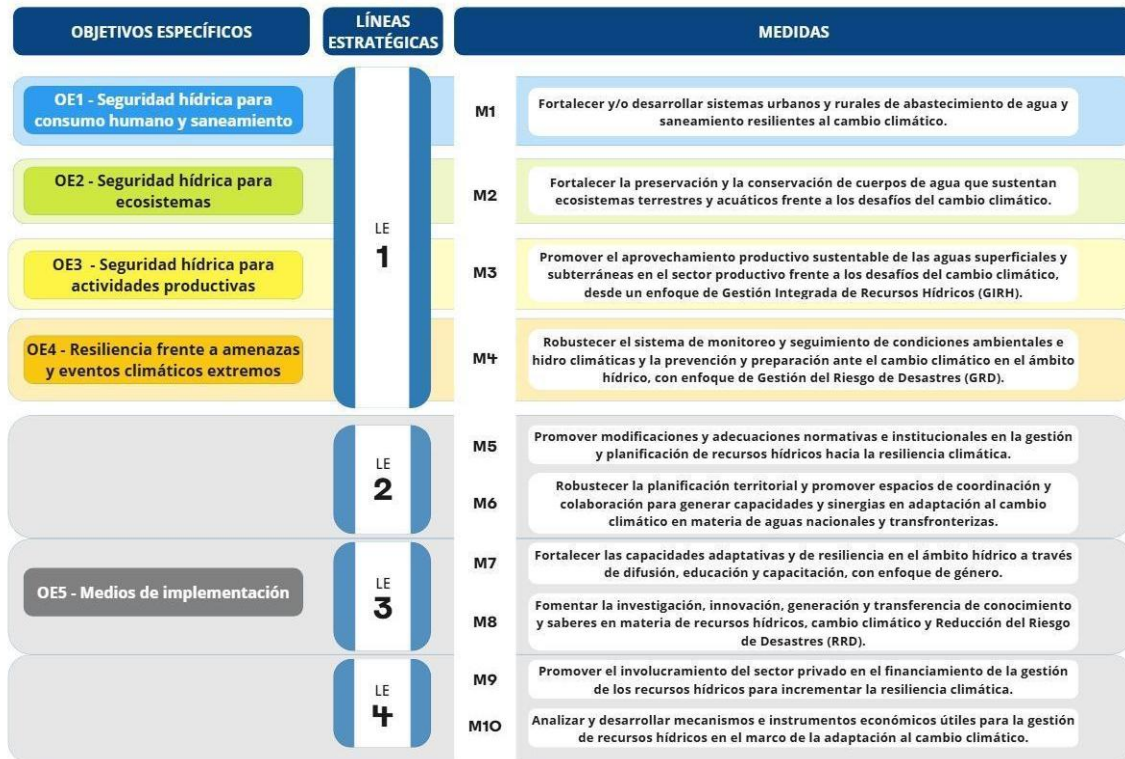 OBJETIVOS ESPECÍFICOS
LÍNEAS
ESTRATÉGICAS
MEDIDAS
OE1 - Seguridad hídrica para
consumo humano y saneamiento
LE
1
M1
Fortalecer y/o desarrollar sistemas urbanos y rurales de abastecimiento de agua y
saneamiento resilientes al cambio climático.
OE2 - Seguridad hídrica para
ecosistemas
M2
Fortalecer la preservación y la conservación de cuerpos de agua que sustentan
ecosistemas terrestres y acuáticos frente a los desafíos del cambio climático.
OE3 - Seguridad hídrica para
actividades productivas
M3
Promover el aprovechamiento productivo sustentable de las aguas superficiales y
subterráneas en el sector productivo frente a los desafíos del cambio climático,
desde un enfoque de Gestión Integrada de Recursos Hídricos (GIRH).
OE4 - Resiliencia frente a amenazas
y eventos climáticos extremos
M4
Robustecer el sistema de monitoreo y seguimiento de condiciones ambientales e
hidro climáticas y la prevención y preparación ante el cambio climático en el ámbito
hídrico, con enfoque de Gestión del Riesgo de Desastres (GRD).
OE5 - Medios de implementación
LE
2
M5
Promover modificaciones y adecuaciones normativas e institucionales en la gestión
y planificación de recursos hídricos hacia la resiliencia climática.
M6
Robustecer la planificación territorial y promover espacios de coordinación y
colaboración para generar capacidades y sinergias en adaptación al cambio
climático en materia de aguas nacionales y transfronterizas.
LE
3
M7
Fortalecer las capacidades adaptativas y de resiliencia en el ámbito hídrico a través
de difusión, educación y capacitación, con enfoque de género.
M8
Fomentar la investigación, innovación, generación y transferencia de conocimiento
y saberes en materia de recursos hídricos, cambio climático y Reducción del Riesgo
de Desastres (RRD).
LE
4
M9
Promover el involucramiento del sector privado en el financiamiento de la gestión
de los recursos hídricos para incrementar la resiliencia climática.
M10
Analizar y desarrollar mecanismos e instrumentos económicos útiles para la gestión
de recursos hídricos en el marco de la adaptación al cambio climático.